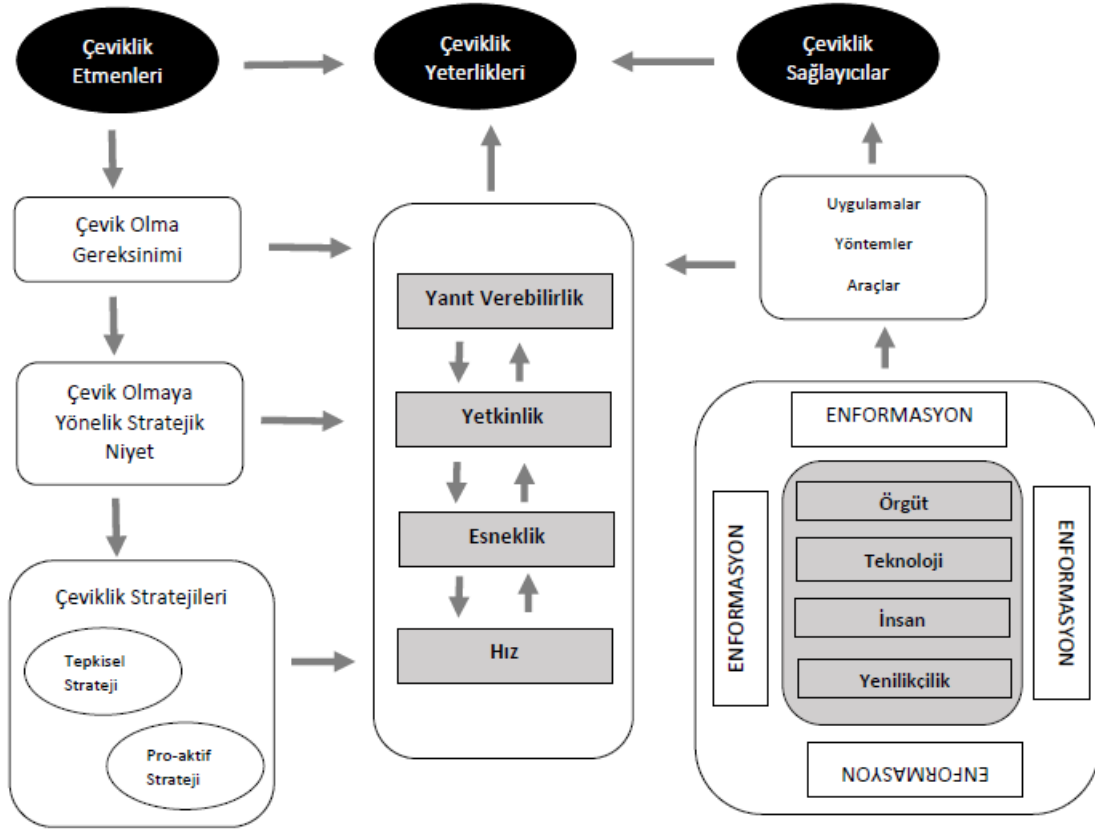 Çeviklik
Etmenleri
Çeviklik
Yeterlikleri
Çeviklik
Sağlayıcılar
Çevik Olma
Gereksinimi
Çevik Olmaya
Yönelik Stratejik
Niyet
Çeviklik Stratejileri
Tepkisel
Strateji
Pro-aktif
Strateji
Yanıt Verebilirlik
Yetkinlik
Esneklik
Hız
Uygulamalar
Yöntemler
Araçlar
ENFORMASYON
ENFORMASYON
Örgüt
Teknoloji
İnsan
Yenilikçilik
ENFORMASYON
ENFORMASYON